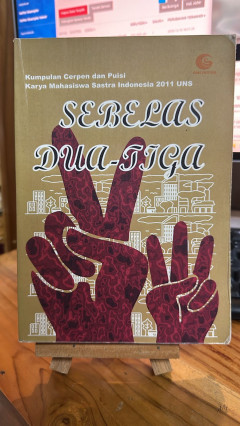 Kumpulan Cerpen dan Puisi
Karya Mahasiswa Sastra Indonesia 2011 UNS
SEBELAS
DUA-TIGA